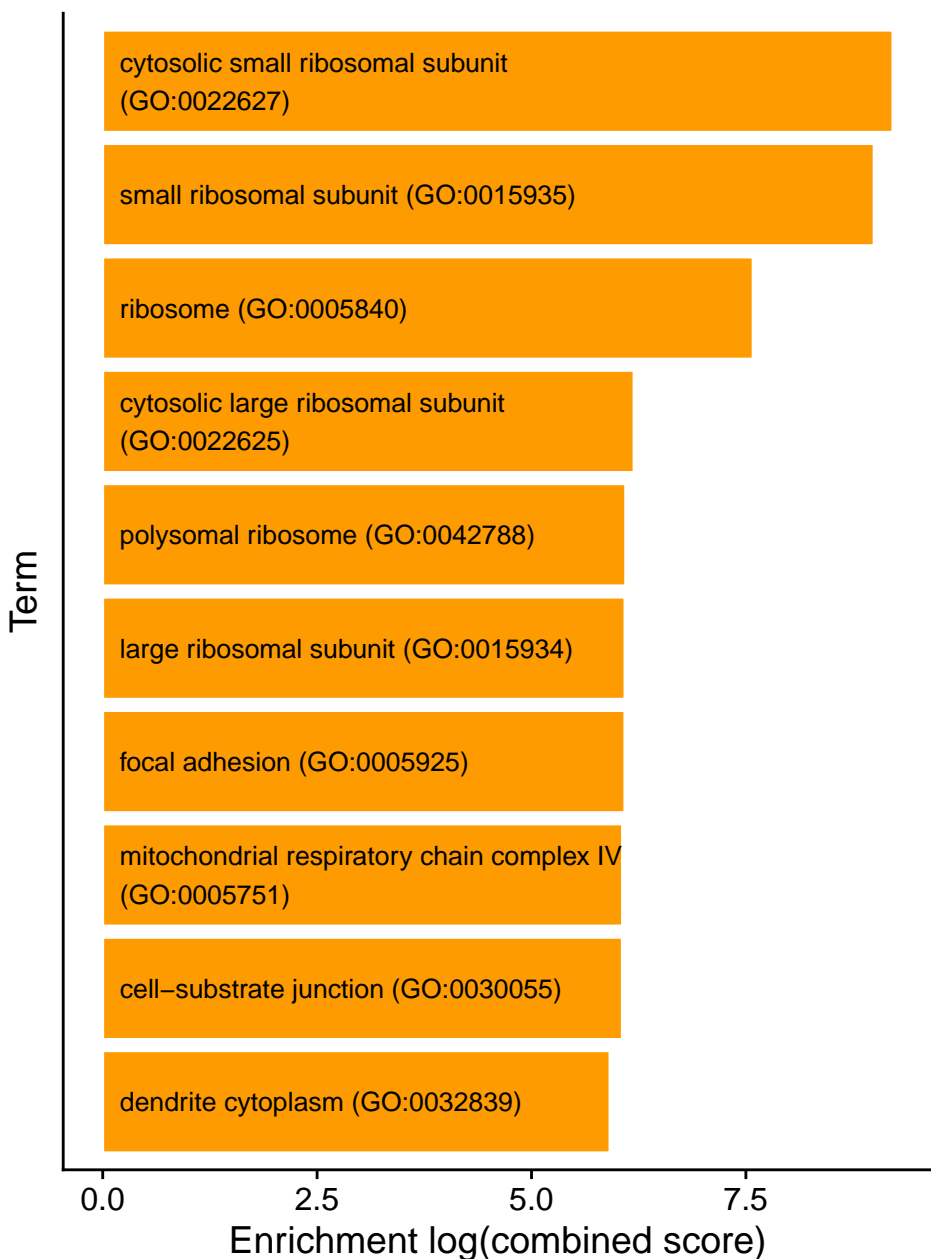 cytosolic small ribosomal subunit
(GO:0022627)
small ribosomal subunit (GO:0015935)
ribosome (GO:0005840)
cytosolic large ribosomal subunit
(GO:0022625)
polysomal ribosome (GO:0042788)
large ribosomal subunit (GO:0015934)
focal adhesion (GO:0005925)
mitochondrial respiratory chain complex IV
(GO:0005751)
cell−substrate junction (GO:0030055)
dendrite cytoplasm (GO:0032839)
Term
0.0 2.5 5.0 7.5
Enrichment log(combined score)